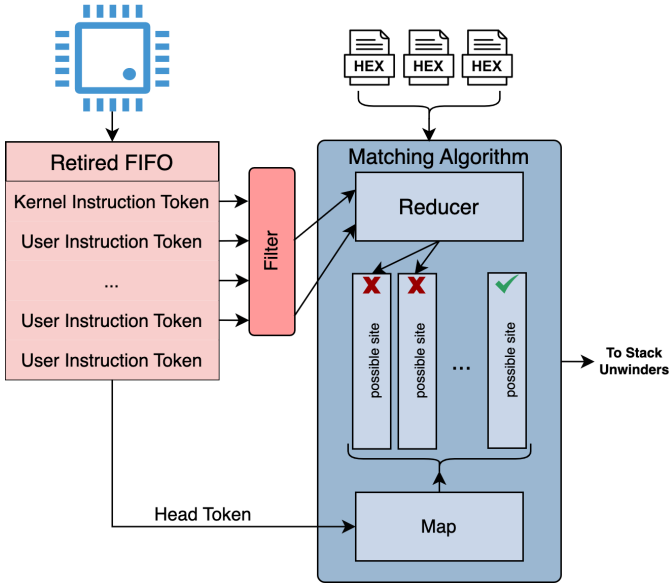 HEX
HEX
HEX
Retired FIFO
Kernel Instruction Token
User Instruction Token
...
User Instruction Token
User Instruction Token
Filter
Matching Algorithm
Reducer
X
X
possible site
possible site
...
possible site
To Stack
Unwinders
Head Token
Map